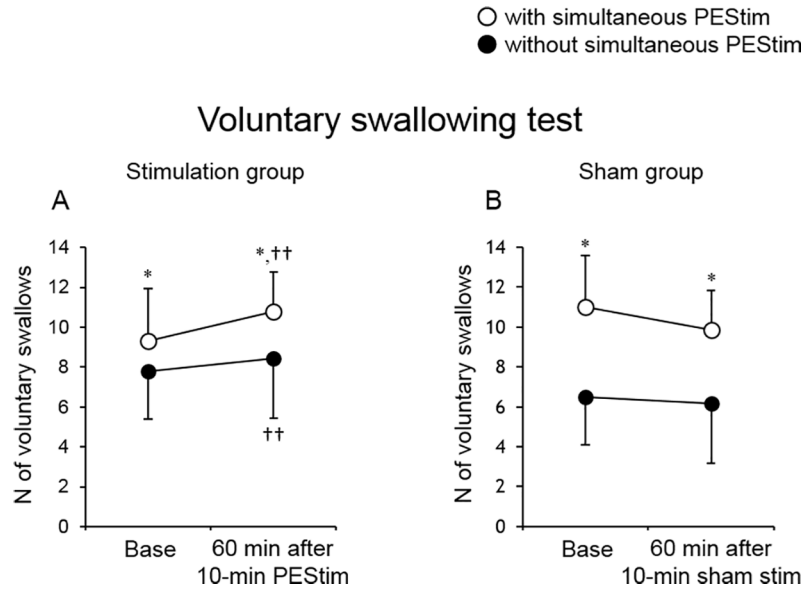 with simultaneous PEStim
without simultaneous PEStim
Voluntary swallowing test
Stimulation group
A
N of voluntary swallows
14
12
10
8
6
4
2
0
*
*,††
††
Base
60 min after
10-min PEStim
Sham group
B
N of voluntary swallows
14
12
10
8
6
4
2
0
*
*
Base
60 min after
10-min sham stim